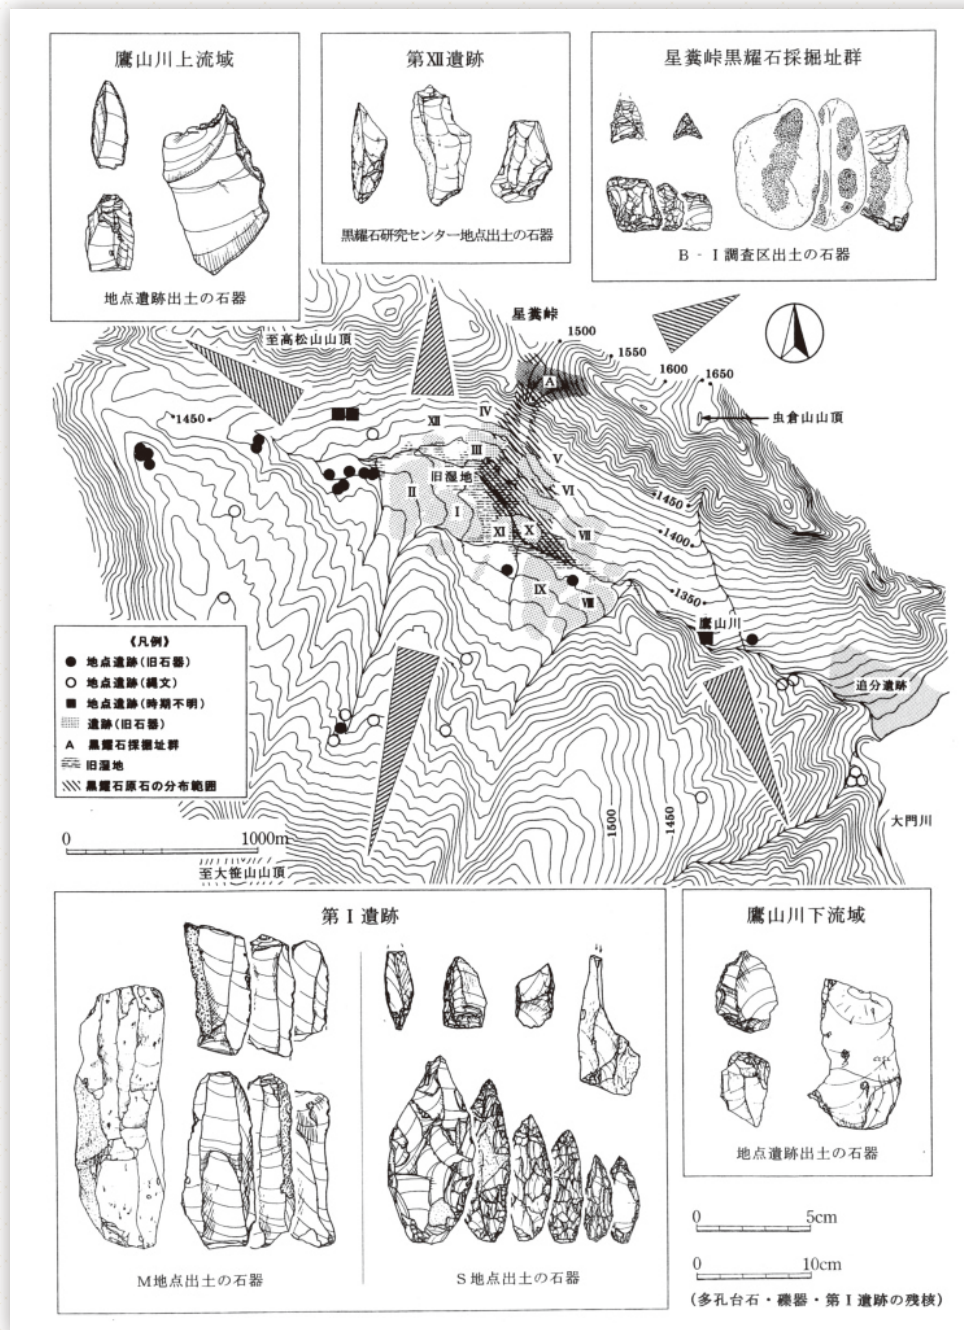 鷹山川上流域
地点遺跡出土の石器
第Ⅻ遺跡
黒耀石研究センター地点出土の石器
星糞峠黒耀石採掘址群
B - I 調査区出土の石器
至高松山山頂
星糞峠
1500
1550
1600
1650
虫倉山山頂
A
1450
Ⅻ
Ⅳ
Ⅲ
Ⅴ
旧湿地
Ⅱ
Ⅰ
Ⅵ
Ⅺ
Ⅹ
Ⅶ
1450
1400
1350
Ⅸ
Ⅷ
鷹山川
追分遺跡
大門川
1500
1450
《凡例》
● 地点遺跡(旧石器)
○ 地点遺跡(縄文)
■ 地点遺跡(時期不明)
遺跡(旧石器)
A 黒耀石採掘址群
旧湿地
黒耀石原石の分布範囲
0 1000m
至大笹山山頂
第Ⅰ遺跡
M地点出土の石器
S地点出土の石器
鷹山川下流域
地点遺跡出土の石器
0 5cm
0 10cm
(多孔台石・礫器・第Ⅰ遺跡の残核)